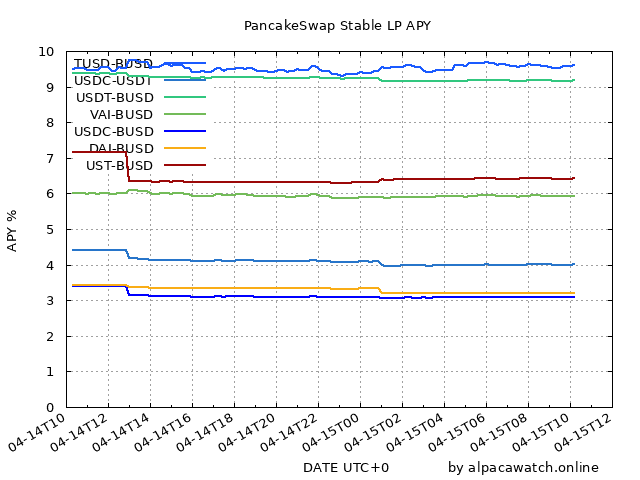 PancakeSwap Stable LP APY
10
9
8
7
6
5
4
3
2
1
0
APY %
TUSD-BUSD
USDC-USDT
USDT-BUSD
VAI-BUSD
USDC-BUSD
DAI-BUSD
UST-BUSD
04-14T10
04-14T12
04-14T14
04-14T16
04-14T18
04-14T20
04-14T22
04-15T00
04-15T02
04-15T04
04-15T06
04-15T08
04-15T10
04-15T12
DATE UTC+0
by alpacawatch.online